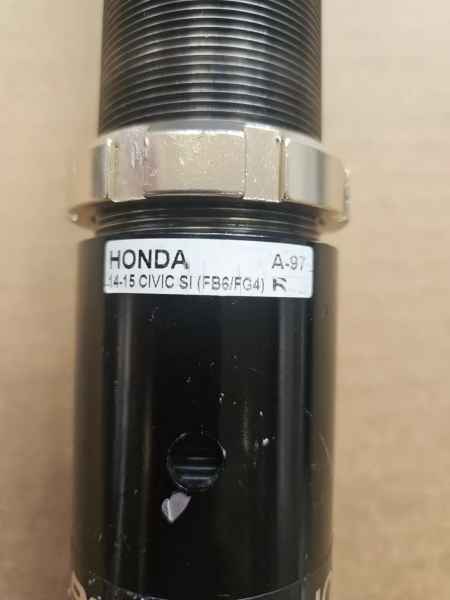 HONDA A-97
14-15 CIVIC SI (FB6/FG4)